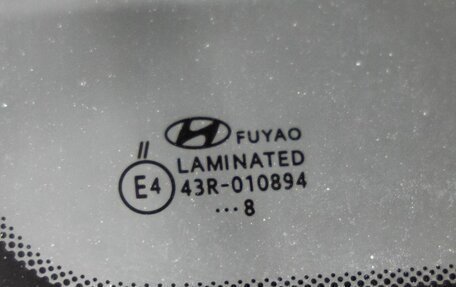 FUYAO
II
LAMINATED
E4
43R-010894
...8